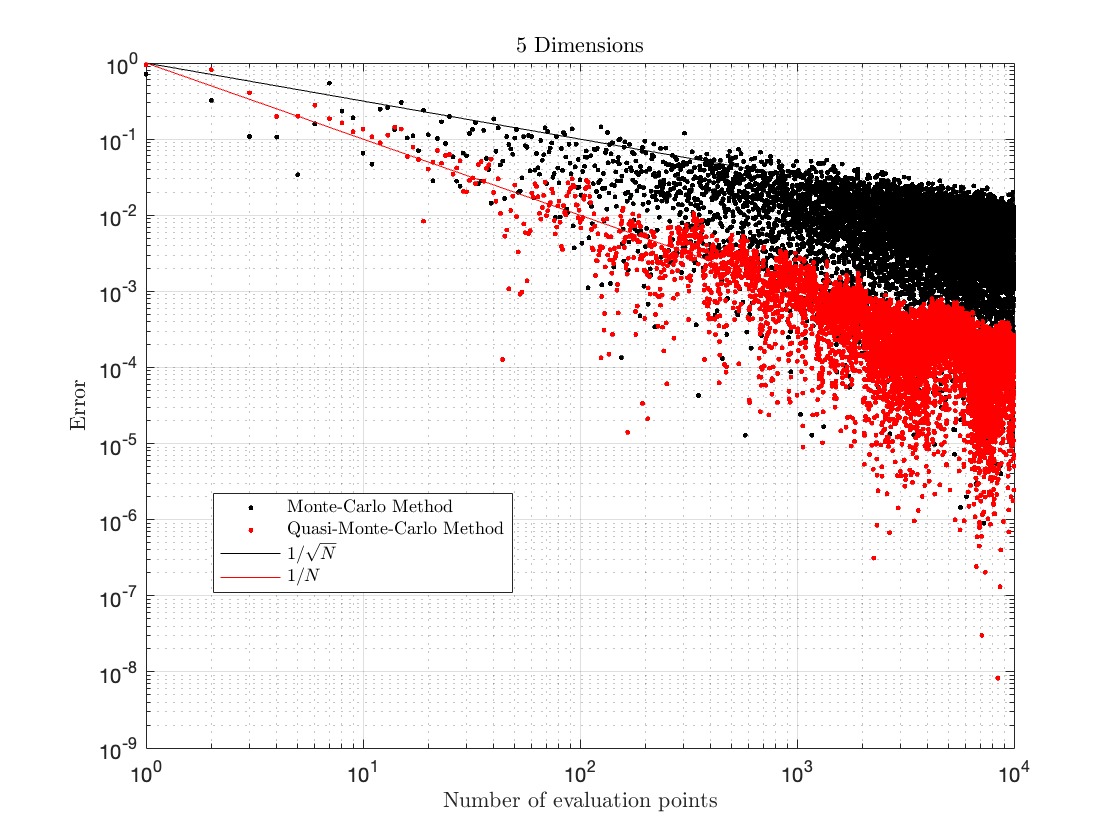 5 Dimensions
10^0
10^-1
10^-2
10^-3
10^-4
10^-5
10^-6
10^-7
10^-8
10^-9
Error
Monte-Carlo Method
Quasi-Monte-Carlo Method
1/√N
1/N
10^0 10^1 10^2 10^3 10^4
Number of evaluation points